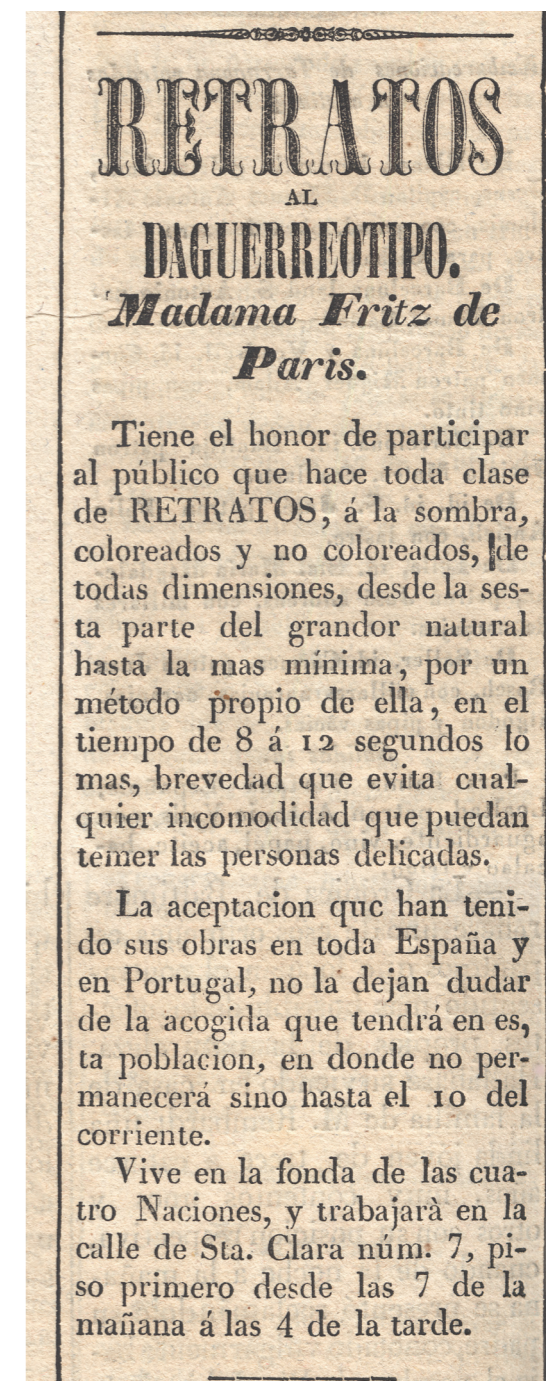 RETRATOS
AL
DAGUERREOTIPO.
Madama Fritz de
Paris.
Tiene el honor de participar
al público que hace toda clase
de RETRATOS, á la sombra,
coloreados y no coloreados, de
todas dimensiones, desde la ses-
ta parte del grandor natural
hasta la mas mínima, por un
método propio de ella, en el
tiempo de 8 á 12 segundos lo
mas, brevedad que evita cual-
quier incomodidad que puedan
temer las personas delicadas.
La aceptacion que han teni-
do sus obras en toda España y
en Portugal, no la dejan dudar
de la acogida que tendrá en es,
ta poblacion, en donde no per-
manecerá sino hasta el 10 del
corriente.
Vive en la fonda de las cua-
tro Naciones, y trabajarà en la
calle de Sta. Clara núm. 7, pi-
so primero desde las 7 de la
mañana á las 4 de la tarde.